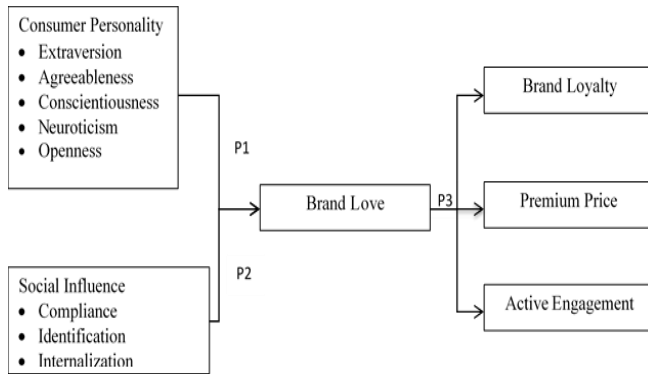 Consumer Personality
• Extraversion
• Agreeableness
• Conscientiousness
• Neuroticism
• Openness
P1
Brand Love
P2
Social Influence
• Compliance
• Identification
• Internalization
P3
Brand Loyalty
Premium Price
Active Engagement